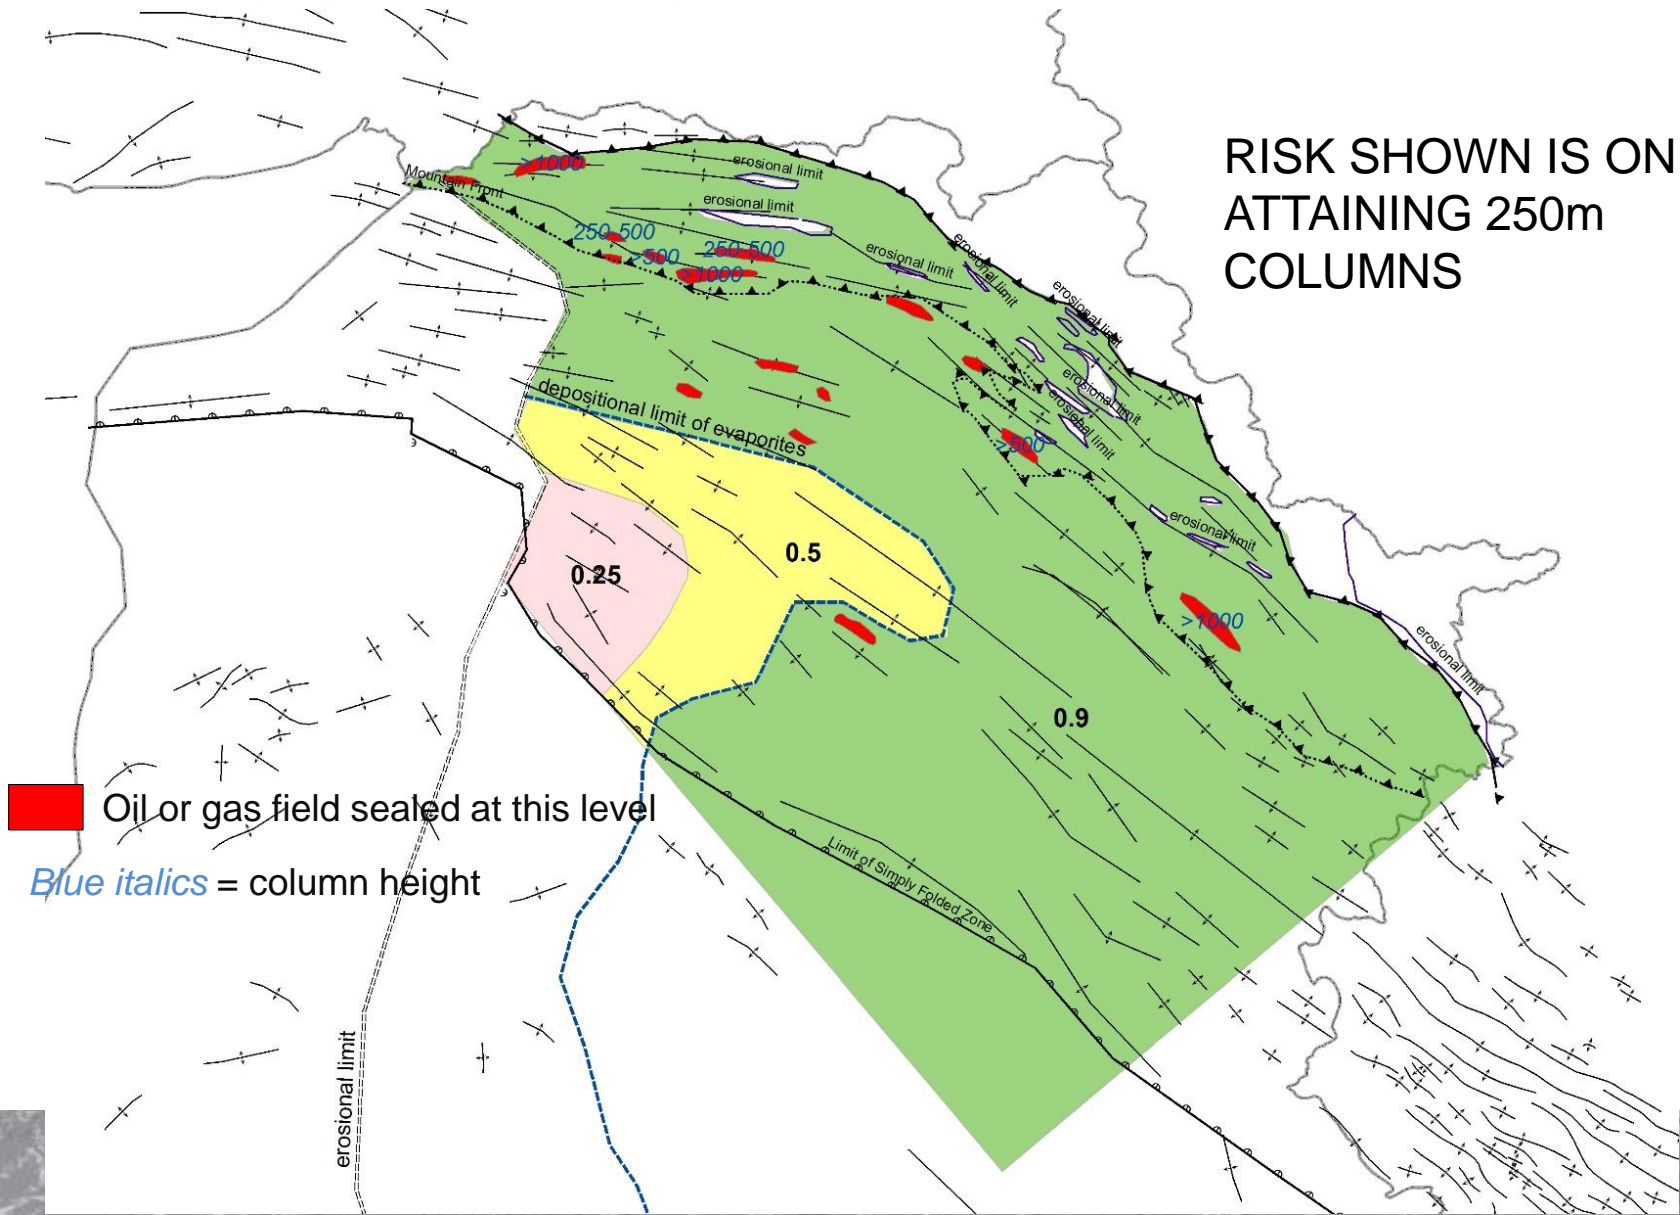 RISK SHOWN IS ON
ATTAINING 250m
COLUMNS
>1000
Mountain Front
erosional limit
erosional limit
250-500
>500
250-500
>1000
erosional limit
erosional limit
erosional limit
erosional limit
erosional limit
depositional limit of evaporites
>500
erosional limit
0.5
0.25
>1000
erosional limit
0.9
Oil or gas field sealed at this level
Blue italics = column height
Limit of Simply Folded Zone
erosional limit